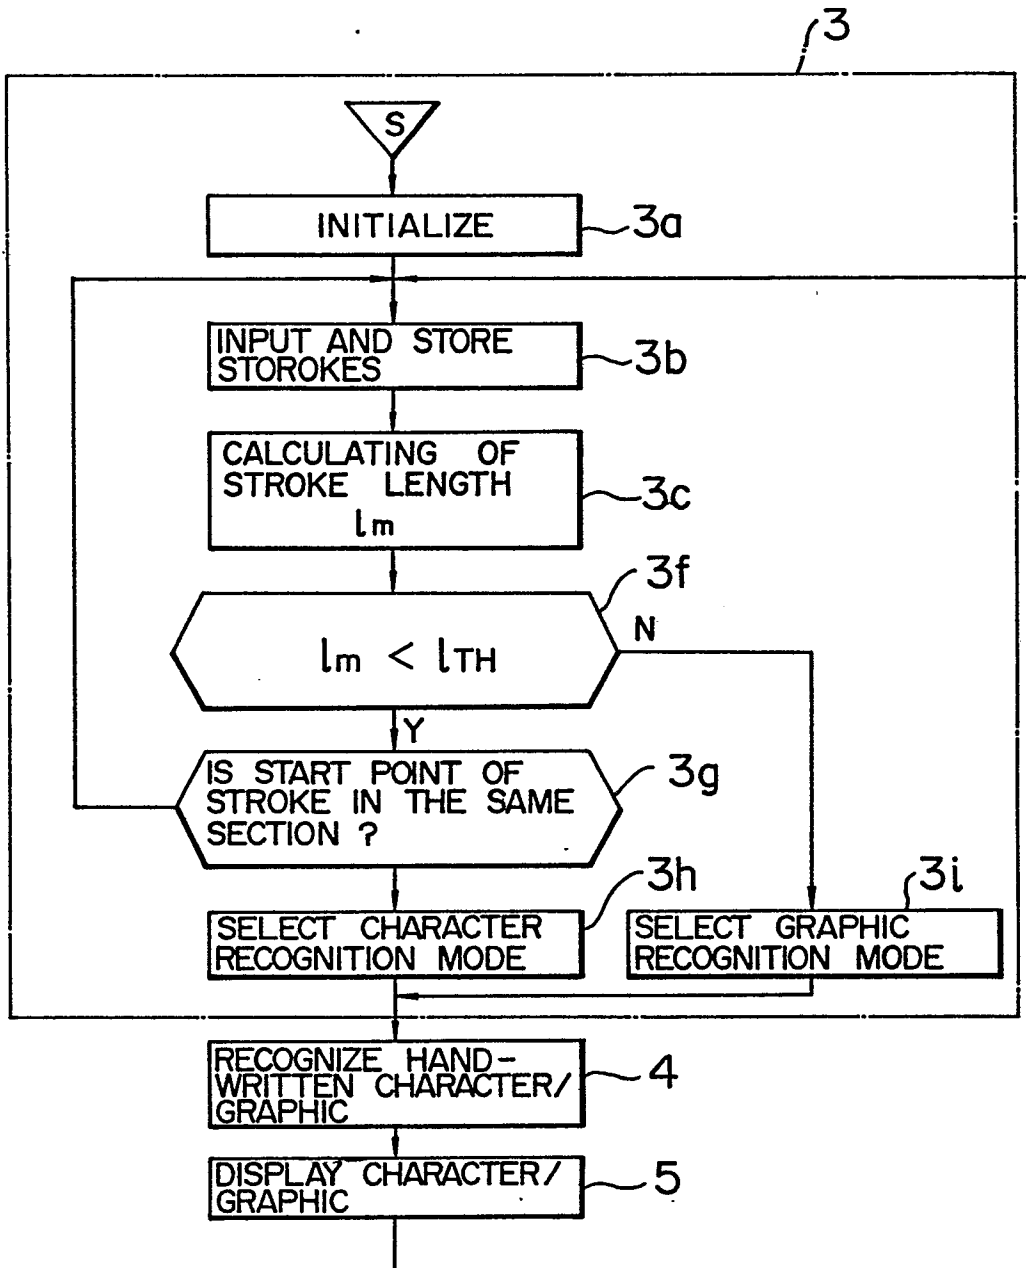 3
S
INITIALIZE
3a
INPUT AND STORE
STOROKES
3b
CALCULATING OF
STROKE LENGTH
lm
3c
3f
lm < lTH
N
Y
IS START POINT OF
STROKE IN THE SAME
SECTION ?
3g
3h
3i
SELECT CHARACTER
RECOGNITION MODE
SELECT GRAPHIC
RECOGNITION MODE
RECOGNIZE HAND-
WRITTEN CHARACTER/
GRAPHIC
4
DISPLAY CHARACTER/
GRAPHIC
5